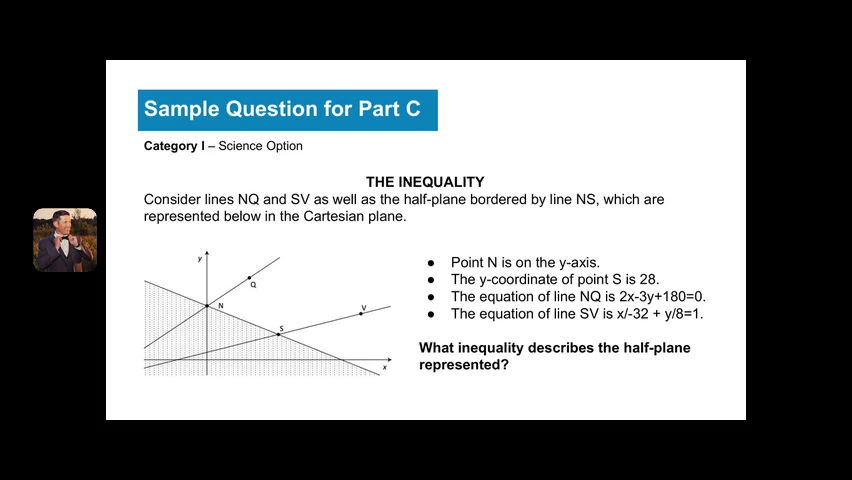 Sample Question for Part C
Category I – Science Option
THE INEQUALITY
Consider lines NQ and SV as well as the half-plane bordered by line NS, which are
represented below in the Cartesian plane.
y
Q
N
V
S
x
● Point N is on the y-axis.
● The y-coordinate of point S is 28.
● The equation of line NQ is 2x-3y+180=0.
● The equation of line SV is x/-32 + y/8=1.
What inequality describes the half-plane
represented?